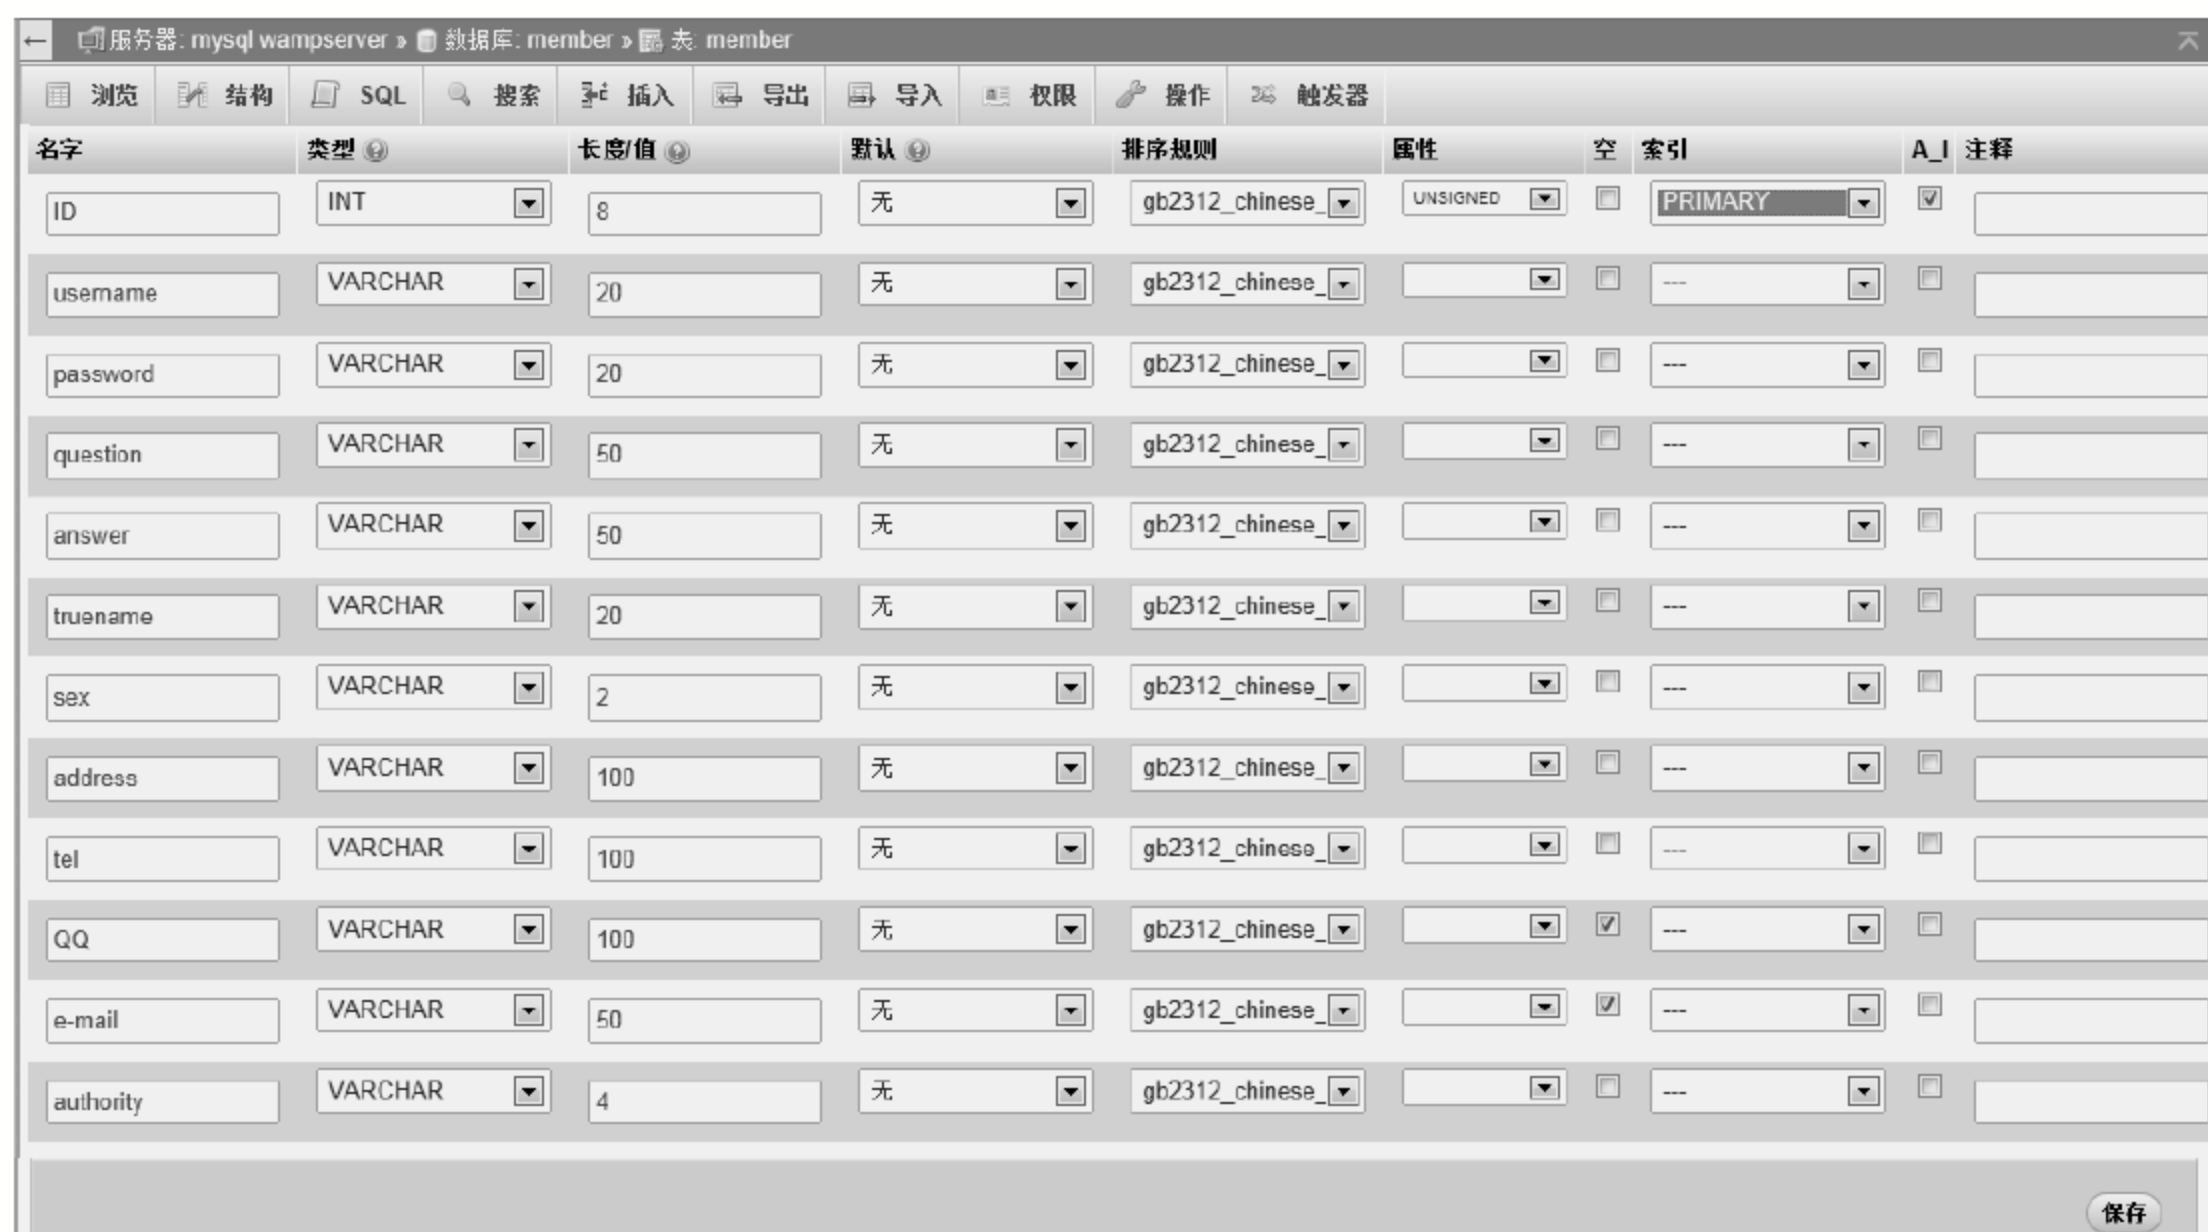 ← 服务器: mysql wampserver » 数据库: member » 表: member
浏览 结构 SQL 搜索 插入 导出 导入 权限 操作 触发器
名字 类型 长度/值 默认 排序规则 属性 空 索引 A_I 注释
ID INT 8 无 gb2312_chinese_ UNSIGNED PRIMARY
username VARCHAR 20 无 gb2312_chinese_ ---
password VARCHAR 20 无 gb2312_chinese_ ---
question VARCHAR 50 无 gb2312_chinese_ ---
answer VARCHAR 50 无 gb2312_chinese_ ---
truename VARCHAR 20 无 gb2312_chinese_ ---
sex VARCHAR 2 无 gb2312_chinese_ ---
address VARCHAR 100 无 gb2312_chinese_ ---
tel VARCHAR 100 无 gb2312_chinese_ ---
QQ VARCHAR 100 无 gb2312_chinese_ ---
e-mail VARCHAR 50 无 gb2312_chinese_ ---
authority VARCHAR 4 无 gb2312_chinese_ ---
保存